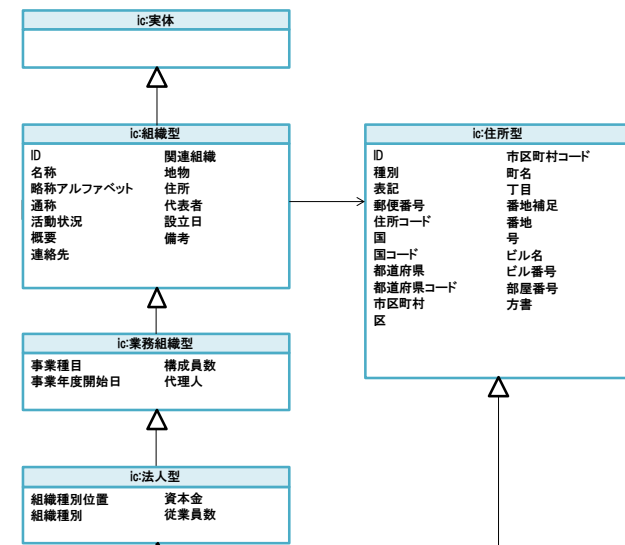 ic:実体
ic:組織型
ID
名称
略称アルファベット
通称
活動状況
概要
連絡先
関連組織
地物
住所
代表者
設立日
備考
ic:住所型
ID
種別
表記
郵便番号
住所コード
国
国コード
都道府県
都道府県コード
市区町村
区
市区町村コード
町名
丁目
番地補足
番地
号
ビル名
ビル番号
部屋番号
方書
ic:業務組織型
事業種目
事業年度開始日
構成員数
代理人
ic:法人型
組織種別位置
組織種別
資本金
従業員数